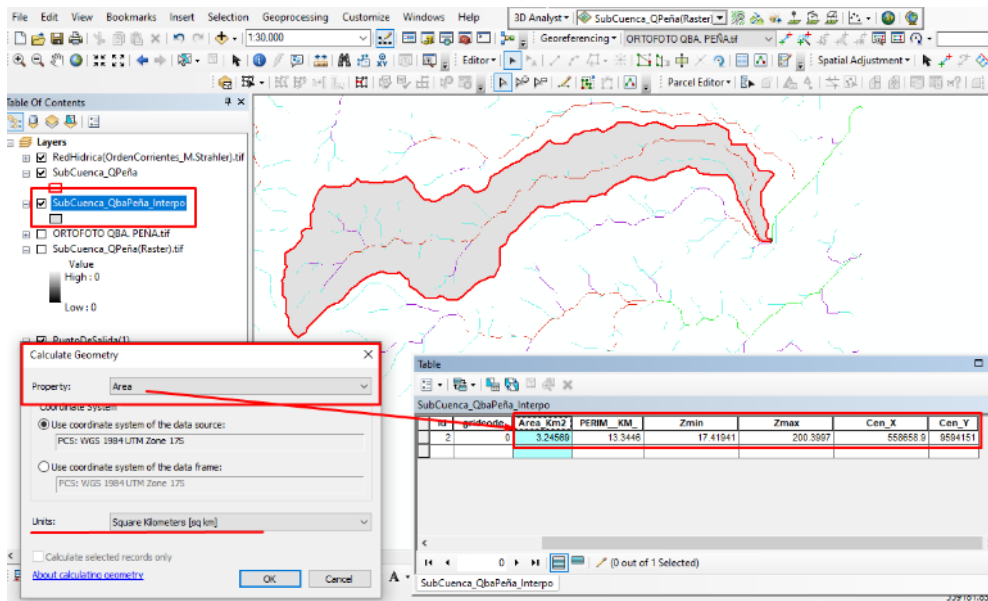 File Edit View Bookmarks Insert Selection Geoprocessing Customize Windows Help
3D Analyst SubCuenca_QPeña(Raster)
1:30,000
Georeferencing ORTOFOTO QBA. PEÑA.tif
Editor
Spatial Adjustment
Parcel Editor
Table Of Contents
Layers
RedHidrica(OrdenCorrientes_M.Strahler).tif
SubCuenca_QPeña
SubCuenca_QbaPeña_Interpo
ORTOFOTO QBA. PENA.tif
SubCuenca_QPeña(Raster).tif
Value
High : 0
Low : 0
PuntoDeSalida(1)
Calculate Geometry
Property: Area
Coordinate System
Use coordinate system of the data source:
PCS: WGS 1984 UTM Zone 17S
Use coordinate system of the data frame:
PCS: WGS 1984 UTM Zone 17S
Units: Square Kilometers [sq km]
Calculate selected records only
About calculating geometry
OK Cancel
A
Table
SubCuenca_QbaPeña_Interpo
Id gridcode Area_Km2 PERIM__KM_ Zmin Zmax Cen_X Cen_Y
2 0 3.24569 13.3446 17.41941 200.3997 558658.9 9594151
0 (0 out of 1 Selected)
SubCuenca_QbaPeña_Interpo